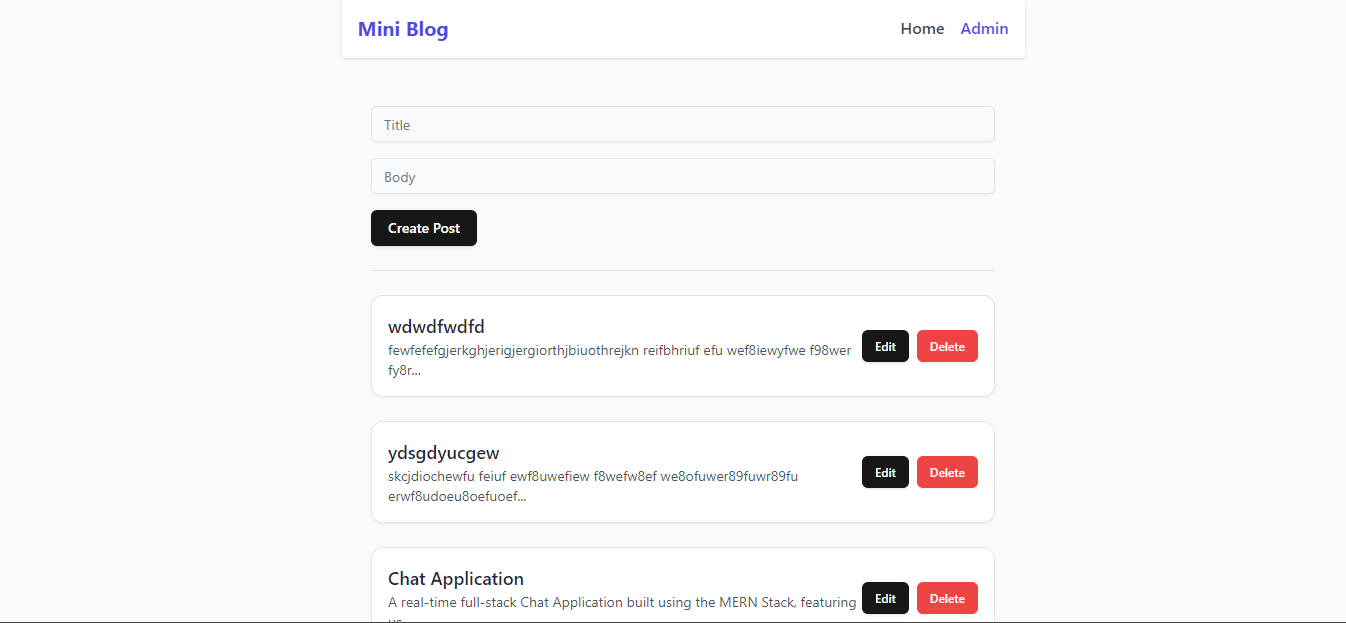 Mini Blog
Home Admin
Title
Body
Create Post
wdwdfwdfd
fewfefefgjerkghjerigjergiorthjbiuothrejkn reifbhriuf efu wef8iewyfwe f98wer
fy8r...
Edit Delete
ydsgdyucgew
skcjdiochewfu feiuf ewf8uwefiew f8wefw8ef we8ofuwer89fuwr89fu
erwf8udoeu8oefuoef...
Edit Delete
Chat Application
A real-time full-stack Chat Application built using the MERN Stack, featuring
Edit Delete